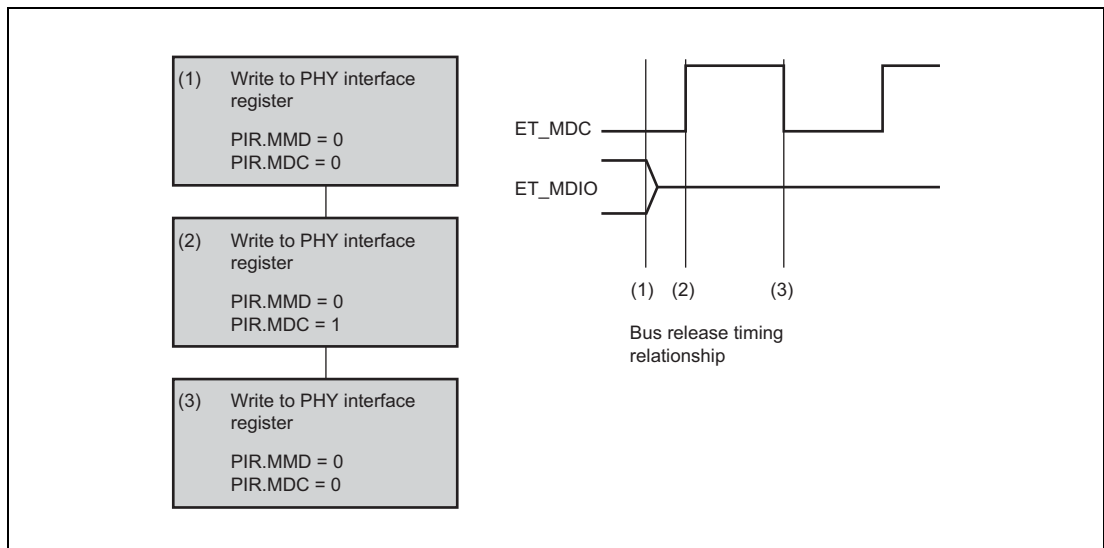 (1) Write to PHY interface
register
PIR.MMD = 0
PIR.MDC = 0
(2) Write to PHY interface
register
PIR.MMD = 0
PIR.MDC = 1
(3) Write to PHY interface
register
PIR.MMD = 0
PIR.MDC = 0
ET_MDC
ET_MDIO
(1) (2) (3)
Bus release timing
relationship